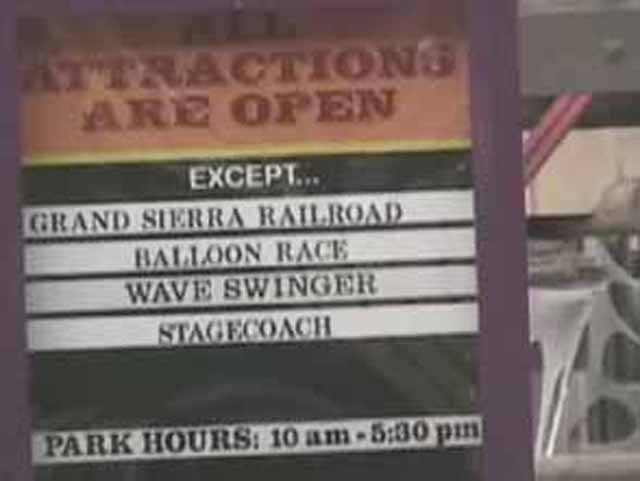 ALL
ATTRACTIONS
ARE OPEN
EXCEPT...
GRAND SIERRA RAILROAD
BALLOON RACE
WAVE SWINGER
STAGECOACH
PARK HOURS: 10 am - 5:30 pm